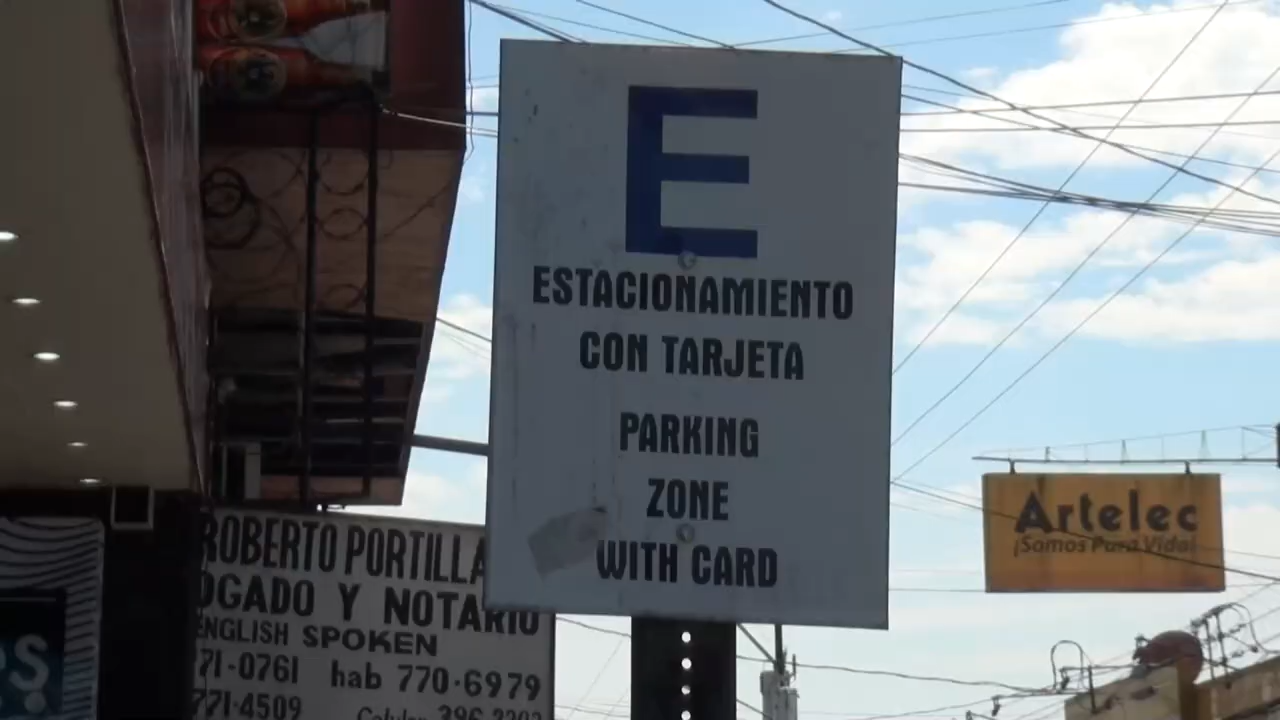 E
ESTACIONAMIENTO
CON TARJETA
PARKING
ZONE
WITH CARD
ROBERTO PORTILLA
OGADO Y NOTARIO
ENGLISH SPOKEN
71-0761 hab 770-6979
771-4509
Artelec
¡Somos Pura Vida!